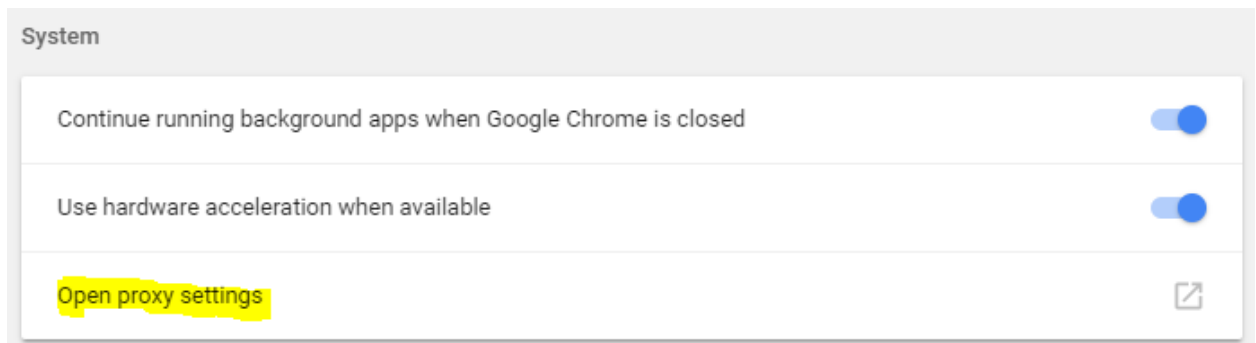 System
Continue running background apps when Google Chrome is closed
Use hardware acceleration when available
Open proxy settings